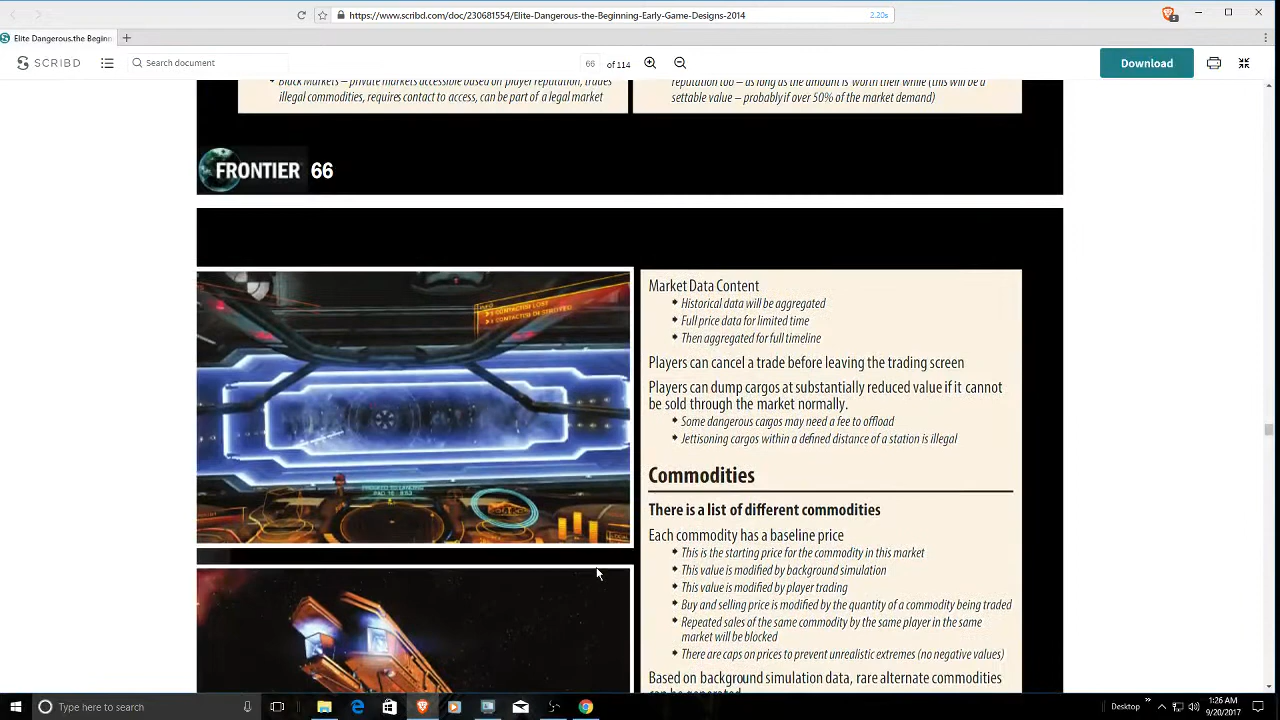 https://www.scribd.com/doc/230681554/Elite-Dangerous-the-Beginning-Early-Game-Designs-2014
2.20s
Elite Dangerous.the Beginn
SCRIBD
Search document
66 of 114
Download
Black Markets – private markets accessible based on player reputation, trades
illegal commodities, requires contact to access, can be part of a legal market
reputation too – as long as the amount is worth their while (this will be a
settable value – probably if over 50% of the market demand)
FRONTIER 66
Market Data Content
Historical data will be aggregated
Full price data for limited time
Then aggregated for full timeline
Players can cancel a trade before leaving the trading screen
Players can dump cargos at substantially reduced value if it cannot
be sold through the market normally.
Some dangerous cargos may need a fee to offload
Jettisoning cargos within a defined distance of a station is illegal
Commodities
There is a list of different commodities
Each commodity has a baseline price
This is the starting price for the commodity in this market
This value is modified by background simulation
This value is modified by player trading
Buy and selling price is modified by the quantity of a commodity being traded
Repeated sales of the same commodity by the same player in the same
market will be blocked
There are caps on prices to prevent unrealistic extremes (no negative values)
Based on background simulation data, rare alternate commodities
can be generated
Type here to search
Desktop
1:26 AM
9/20/2017